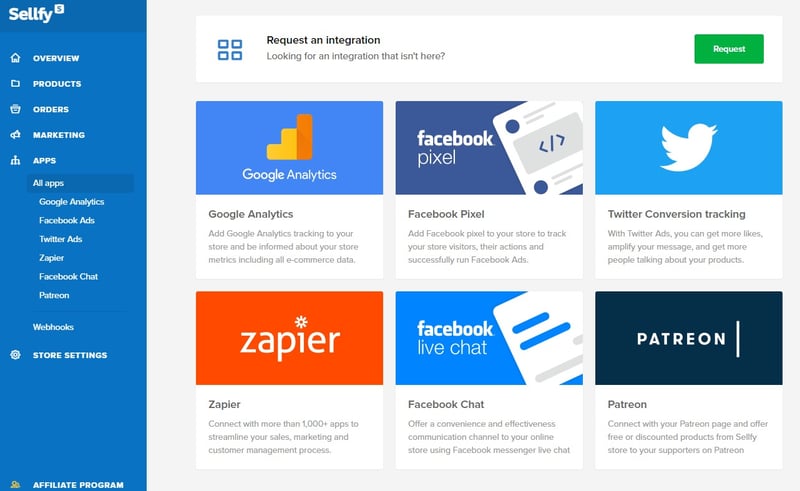 Sellfy S
OVERVIEW
PRODUCTS
ORDERS
MARKETING
APPS
All apps
Google Analytics
Facebook Ads
Twitter Ads
Zapier
Facebook Chat
Patreon
Webhooks
STORE SETTINGS
AFFILIATE PROGRAM
Request an integration
Looking for an integration that isn't here?
Request
Google Analytics
Google Analytics
Add Google Analytics tracking to your
store and be informed about your store
metrics including all e-commerce data.
facebook
pixel
</>
Facebook Pixel
Add Facebook pixel to your store to track
your store visitors, their actions and
successfully run Facebook Ads.
Twitter Conversion tracking
With Twitter Ads, you can get more likes,
amplify your message, and get more
people talking about your products.
zapier
Zapier
Connect with more than 1,000+ apps to
streamline your sales, marketing and
customer management process.
facebook
live chat
Facebook Chat
Offer a convenience and effectiveness
communication channel to your online
store using Facebook messenger live chat
PATREON
Patreon
Connect with your Patreon page and offer
free or discounted products from Sellfy
store to your supporters on Patreon